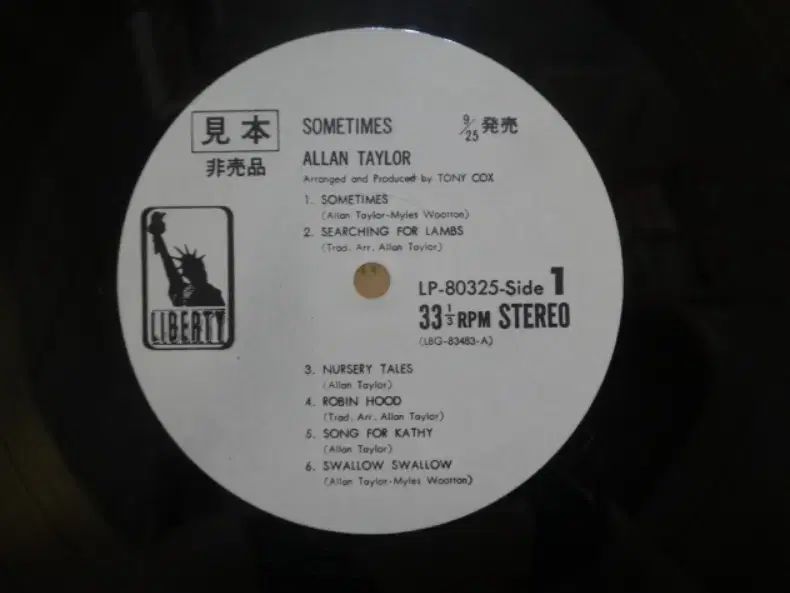 見本
非売品
SOMETIMES 9/25 発売
ALLAN TAYLOR
Arranged and Produced by TONY COX
1. SOMETIMES
(Allan Taylor-Myles Wootton)
2. SEARCHING FOR LAMBS
(Trad. Arr. Allan Taylor)
LIBERTY
LP-80325-Side 1
33 1/3 RPM STEREO
(LBG-83483-A)
3. NURSERY TALES
(Allan Taylor)
4. ROBIN HOOD
(Trad. Arr. Allan Taylor)
5. SONG FOR KATHY
(Allan Taylor)
6. SWALLOW SWALLOW
(Allan Taylor-Myles Wootton)